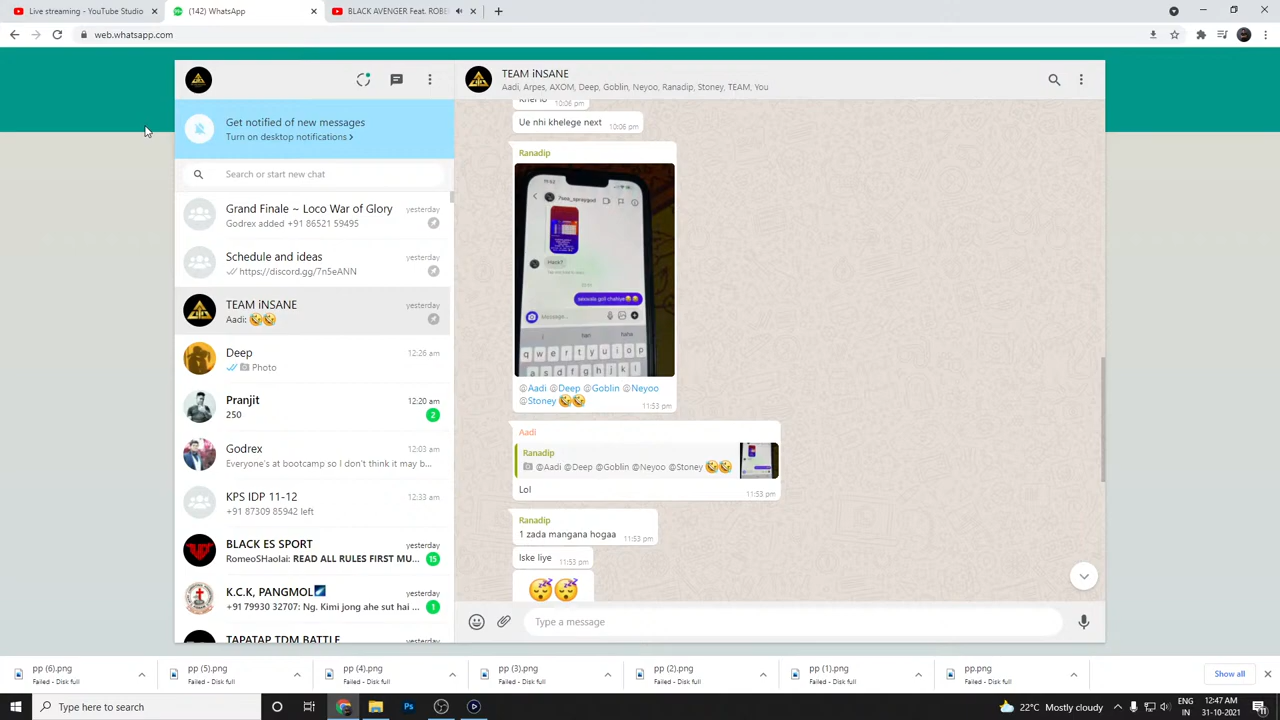 Live streaming - YouTube Studio
(142) WhatsApp
BLACK AVENGER Feat. ROBE
web.whatsapp.com
TEAM iNSANE
Aadi, Arpes, AXOM, Deep, Goblin, Neyoo, Ranadip, Stoney, TEAM, You
Get notified of new messages
Turn on desktop notifications >
Search or start new chat
Grand Finale ~ Loco War of Glory
yesterday
Godrex added +91 86521 59495
Schedule and ideas
yesterday
https://discord.gg/7n5eANN
TEAM iNSANE
yesterday
Aadi: 🤣🤣
Deep
12:26 am
Photo
Pranjit
12:20 am
250
2
Godrex
12:03 am
Everyone's at bootcamp so I don't think it may b...
KPS IDP 11-12
12:33 am
+91 87309 85942 left
BLACK ES SPORT
yesterday
RomeoSHaolai: READ ALL RULES FIRST MU...
15
K.C.K, PANGMOL
yesterday
+91 79930 32707: Ng. Kimi jong ahe sut hai ...
1
TAPATAP TDM BATTLE
yesterday
10:06 pm
Ue nhi khelege next
10:06 pm
Ranadip
7sea_spraygod
Hack?
q w e r t y u i o p
@Aadi @Deep @Goblin @Neyoo
@Stoney 🤣🤣
11:53 pm
Aadi
Ranadip
@Aadi @Deep @Goblin @Neyoo @Stoney 🤣🤣
Lol
11:53 pm
Ranadip
1 zada mangana hogaa
11:53 pm
Iske liye
11:53 pm
😴😴
Type a message
pp (6).png
Failed - Disk full
pp (5).png
Failed - Disk full
pp (4).png
Failed - Disk full
pp (3).png
Failed - Disk full
pp (2).png
Failed - Disk full
pp (1).png
Failed - Disk full
pp.png
Failed - Disk full
Show all
Type here to search
Ps
22°C Mostly cloudy
ENG
IN
12:47 AM
31-10-2021